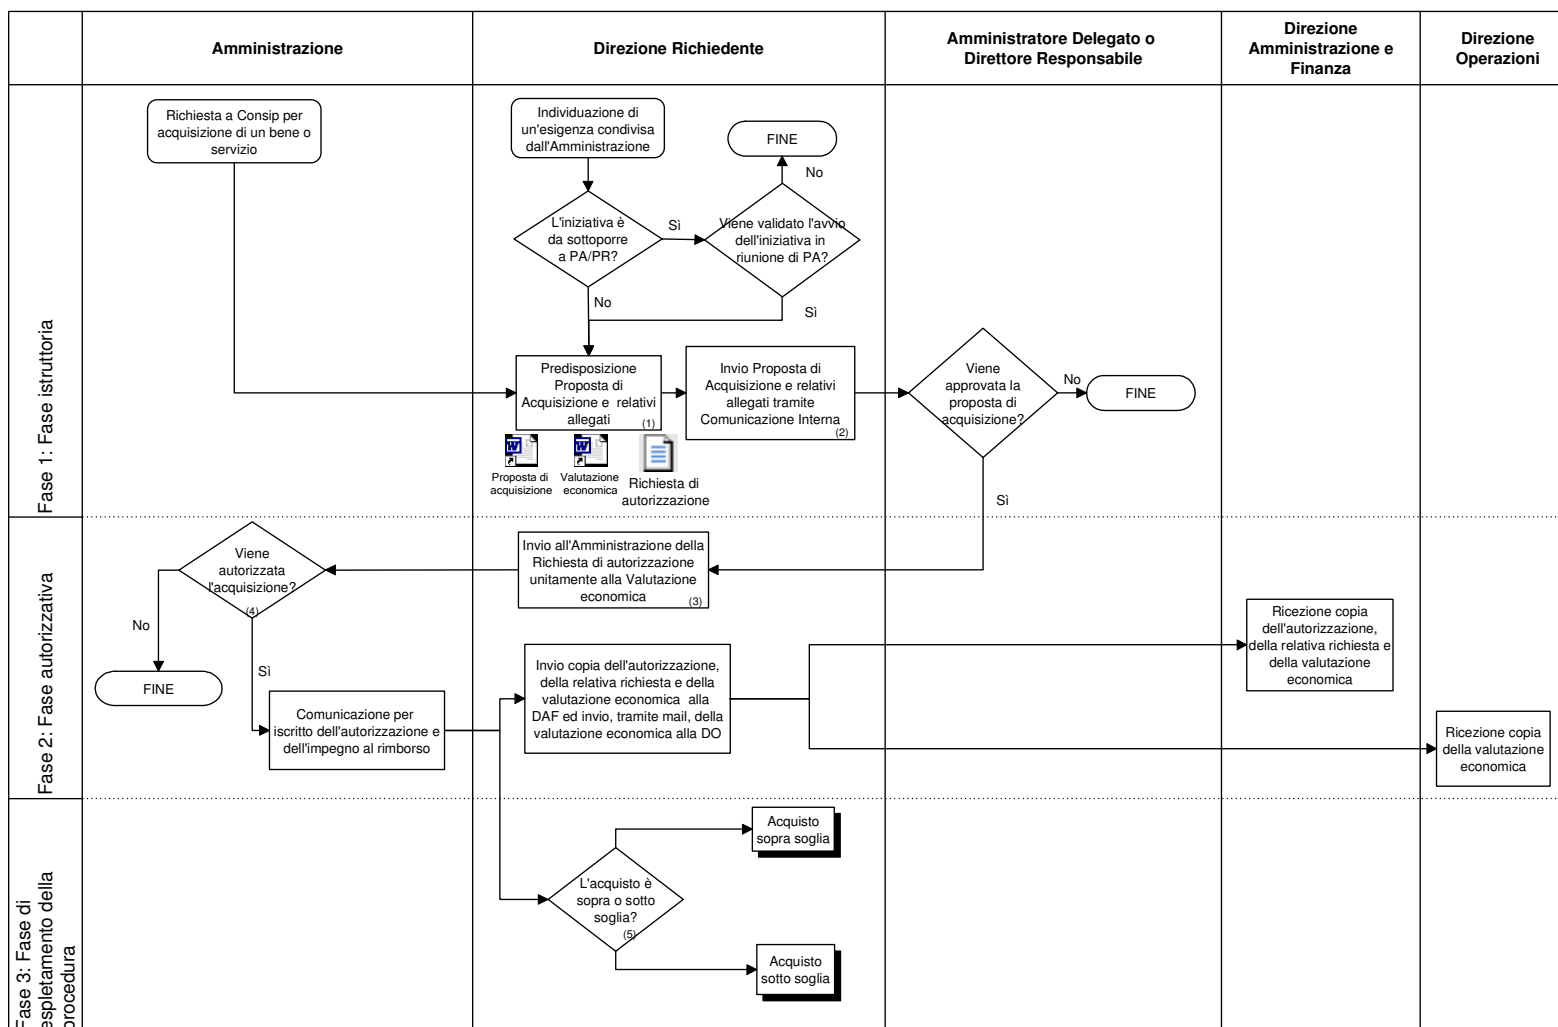 Amministrazione
Direzione Richiedente
Amministratore Delegato o
Direttore Responsabile
Direzione
Amministrazione e
Finanza
Direzione
Operazioni
Fase 1: Fase istruttoria
Richiesta a Consip per
acquisizione di un bene o
servizio
Individuazione di
un'esigenza condivisa
dall'Amministrazione
FINE
No
L'iniziativa è
da sottoporre
a PA/PR?
Sì
Viene validato l'avvio
dell'iniziativa in
riunione di PA?
No
Sì
Predisposizione
Proposta di
Acquisizione e relativi
allegati
(1)
Invio Proposta di
Acquisizione e relativi
allegati tramite
Comunicazione Interna
(2)
Viene
approvata la
proposta di
acquisizione?
No
FINE
Proposta di
acquisizione
Valutazione
economica
Richiesta di
autorizzazione
Sì
Fase 2: Fase autorizzativa
Viene
autorizzata
l'acquisizione?
(4)
Invio all'Amministrazione della
Richiesta di autorizzazione
unitamente alla Valutazione
economica
(3)
No
Sì
FINE
Comunicazione per
iscritto dell'autorizzazione e
dell'impegno al rimborso
Invio copia dell'autorizzazione,
della relativa richiesta e della
valutazione economica alla
DAF ed invio, tramite mail, della
valutazione economica alla DO
Ricezione copia
dell'autorizzazione,
della relativa richiesta e
della valutazione
economica
Ricezione copia
della valutazione
economica
Fase 3: Fase di
espletamento della
procedura
Acquisto
sopra soglia
L'acquisto è
sopra o sotto
soglia?
(5)
Acquisto
sotto soglia